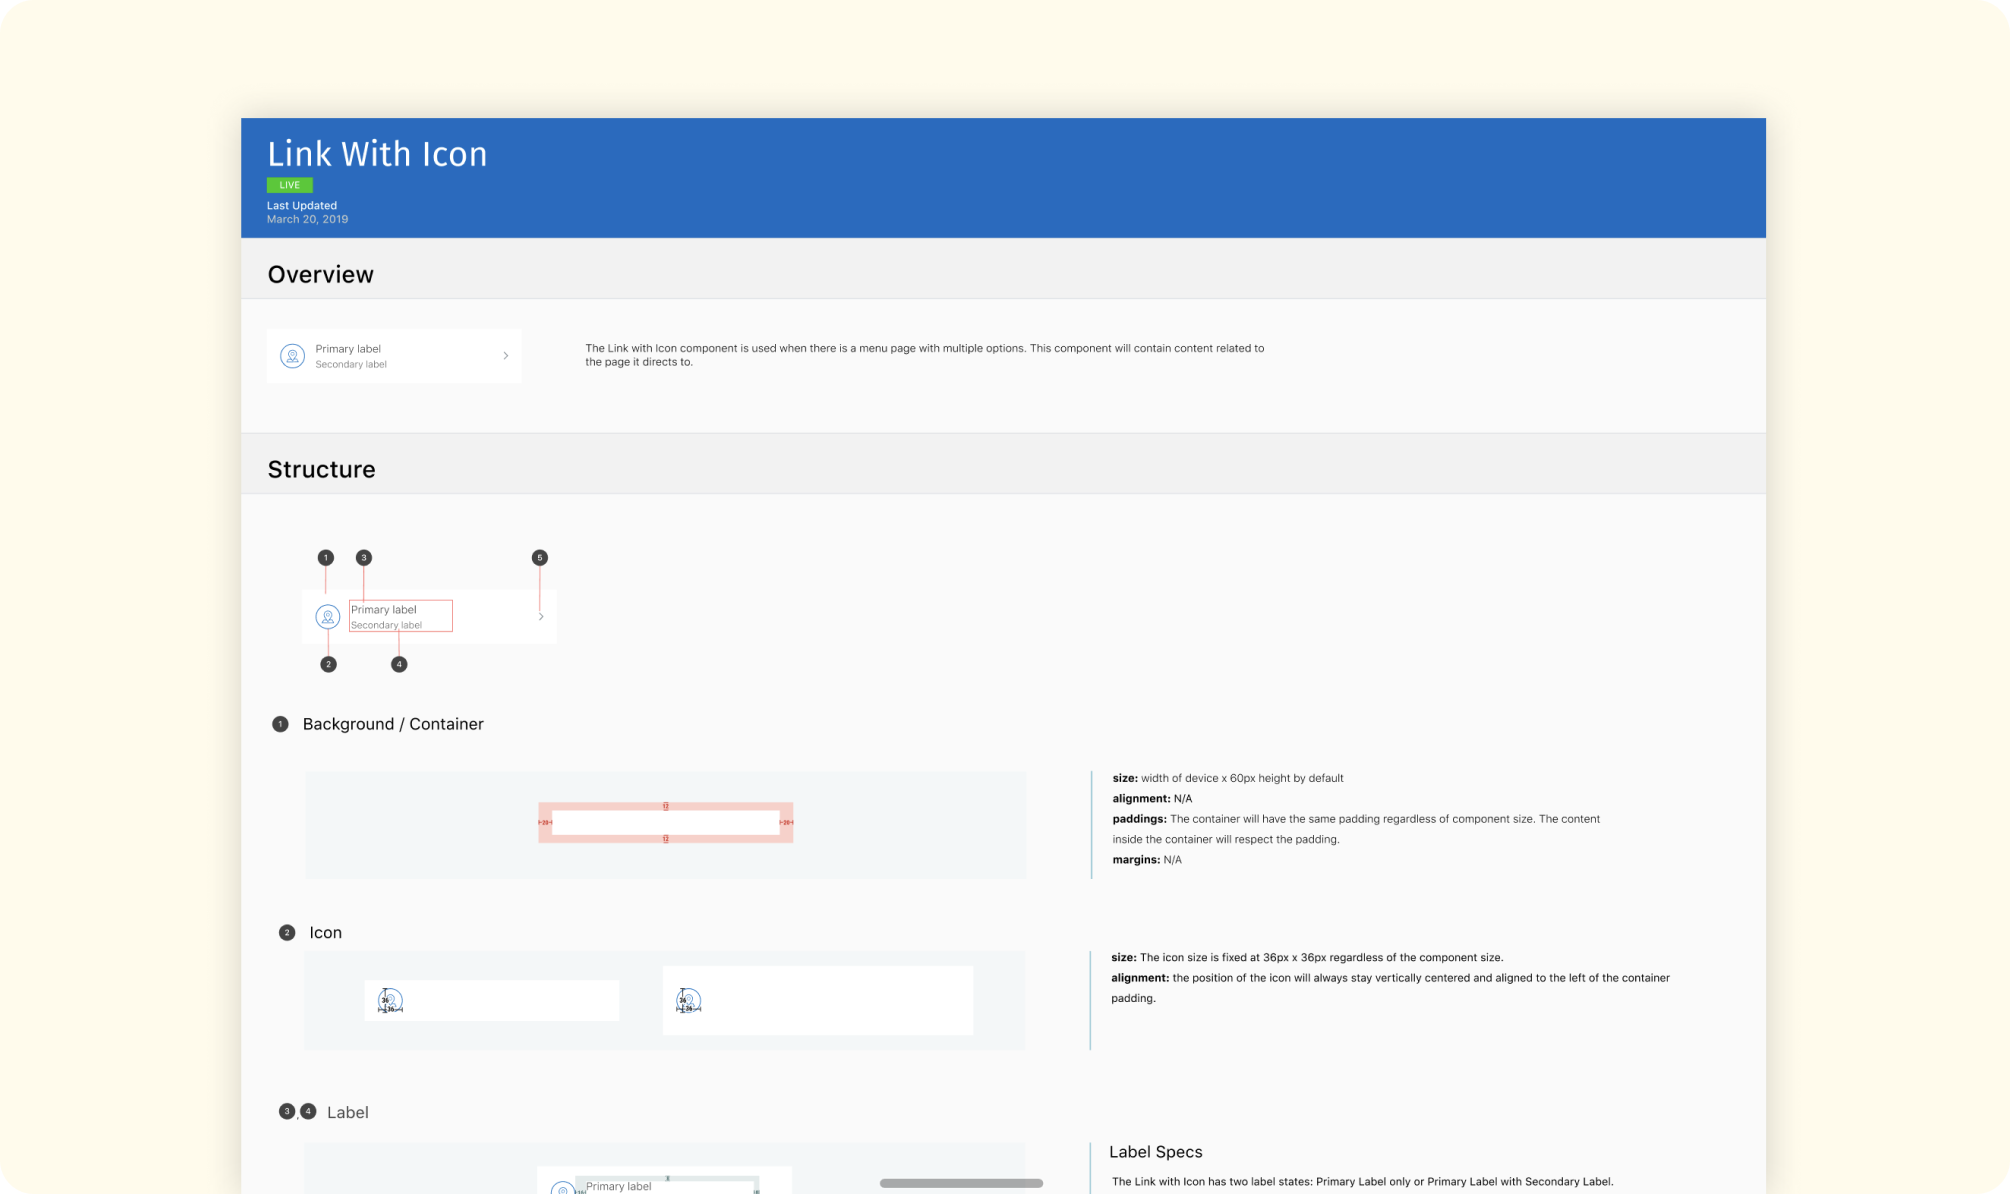 Link With Icon
LIVE
Last Updated
March 20, 2019
Overview
Primary label
Secondary label
The Link with Icon component is used when there is a menu page with multiple options. This component will contain content related to
the page it directs to.
Structure
1 3 5
Primary label
Secondary label
2 4
1 Background / Container
12
20 20
12
size: width of device x 60px height by default
alignment: N/A
paddings: The container will have the same padding regardless of component size. The content
inside the container will respect the padding.
margins: N/A
2 Icon
36 36
36 36
size: The icon size is fixed at 36px x 36px regardless of the component size.
alignment: the position of the icon will always stay vertically centered and aligned to the left of the container
padding.
3, 4 Label
Primary label
Label Specs
The Link with Icon has two label states: Primary Label only or Primary Label with Secondary Label.